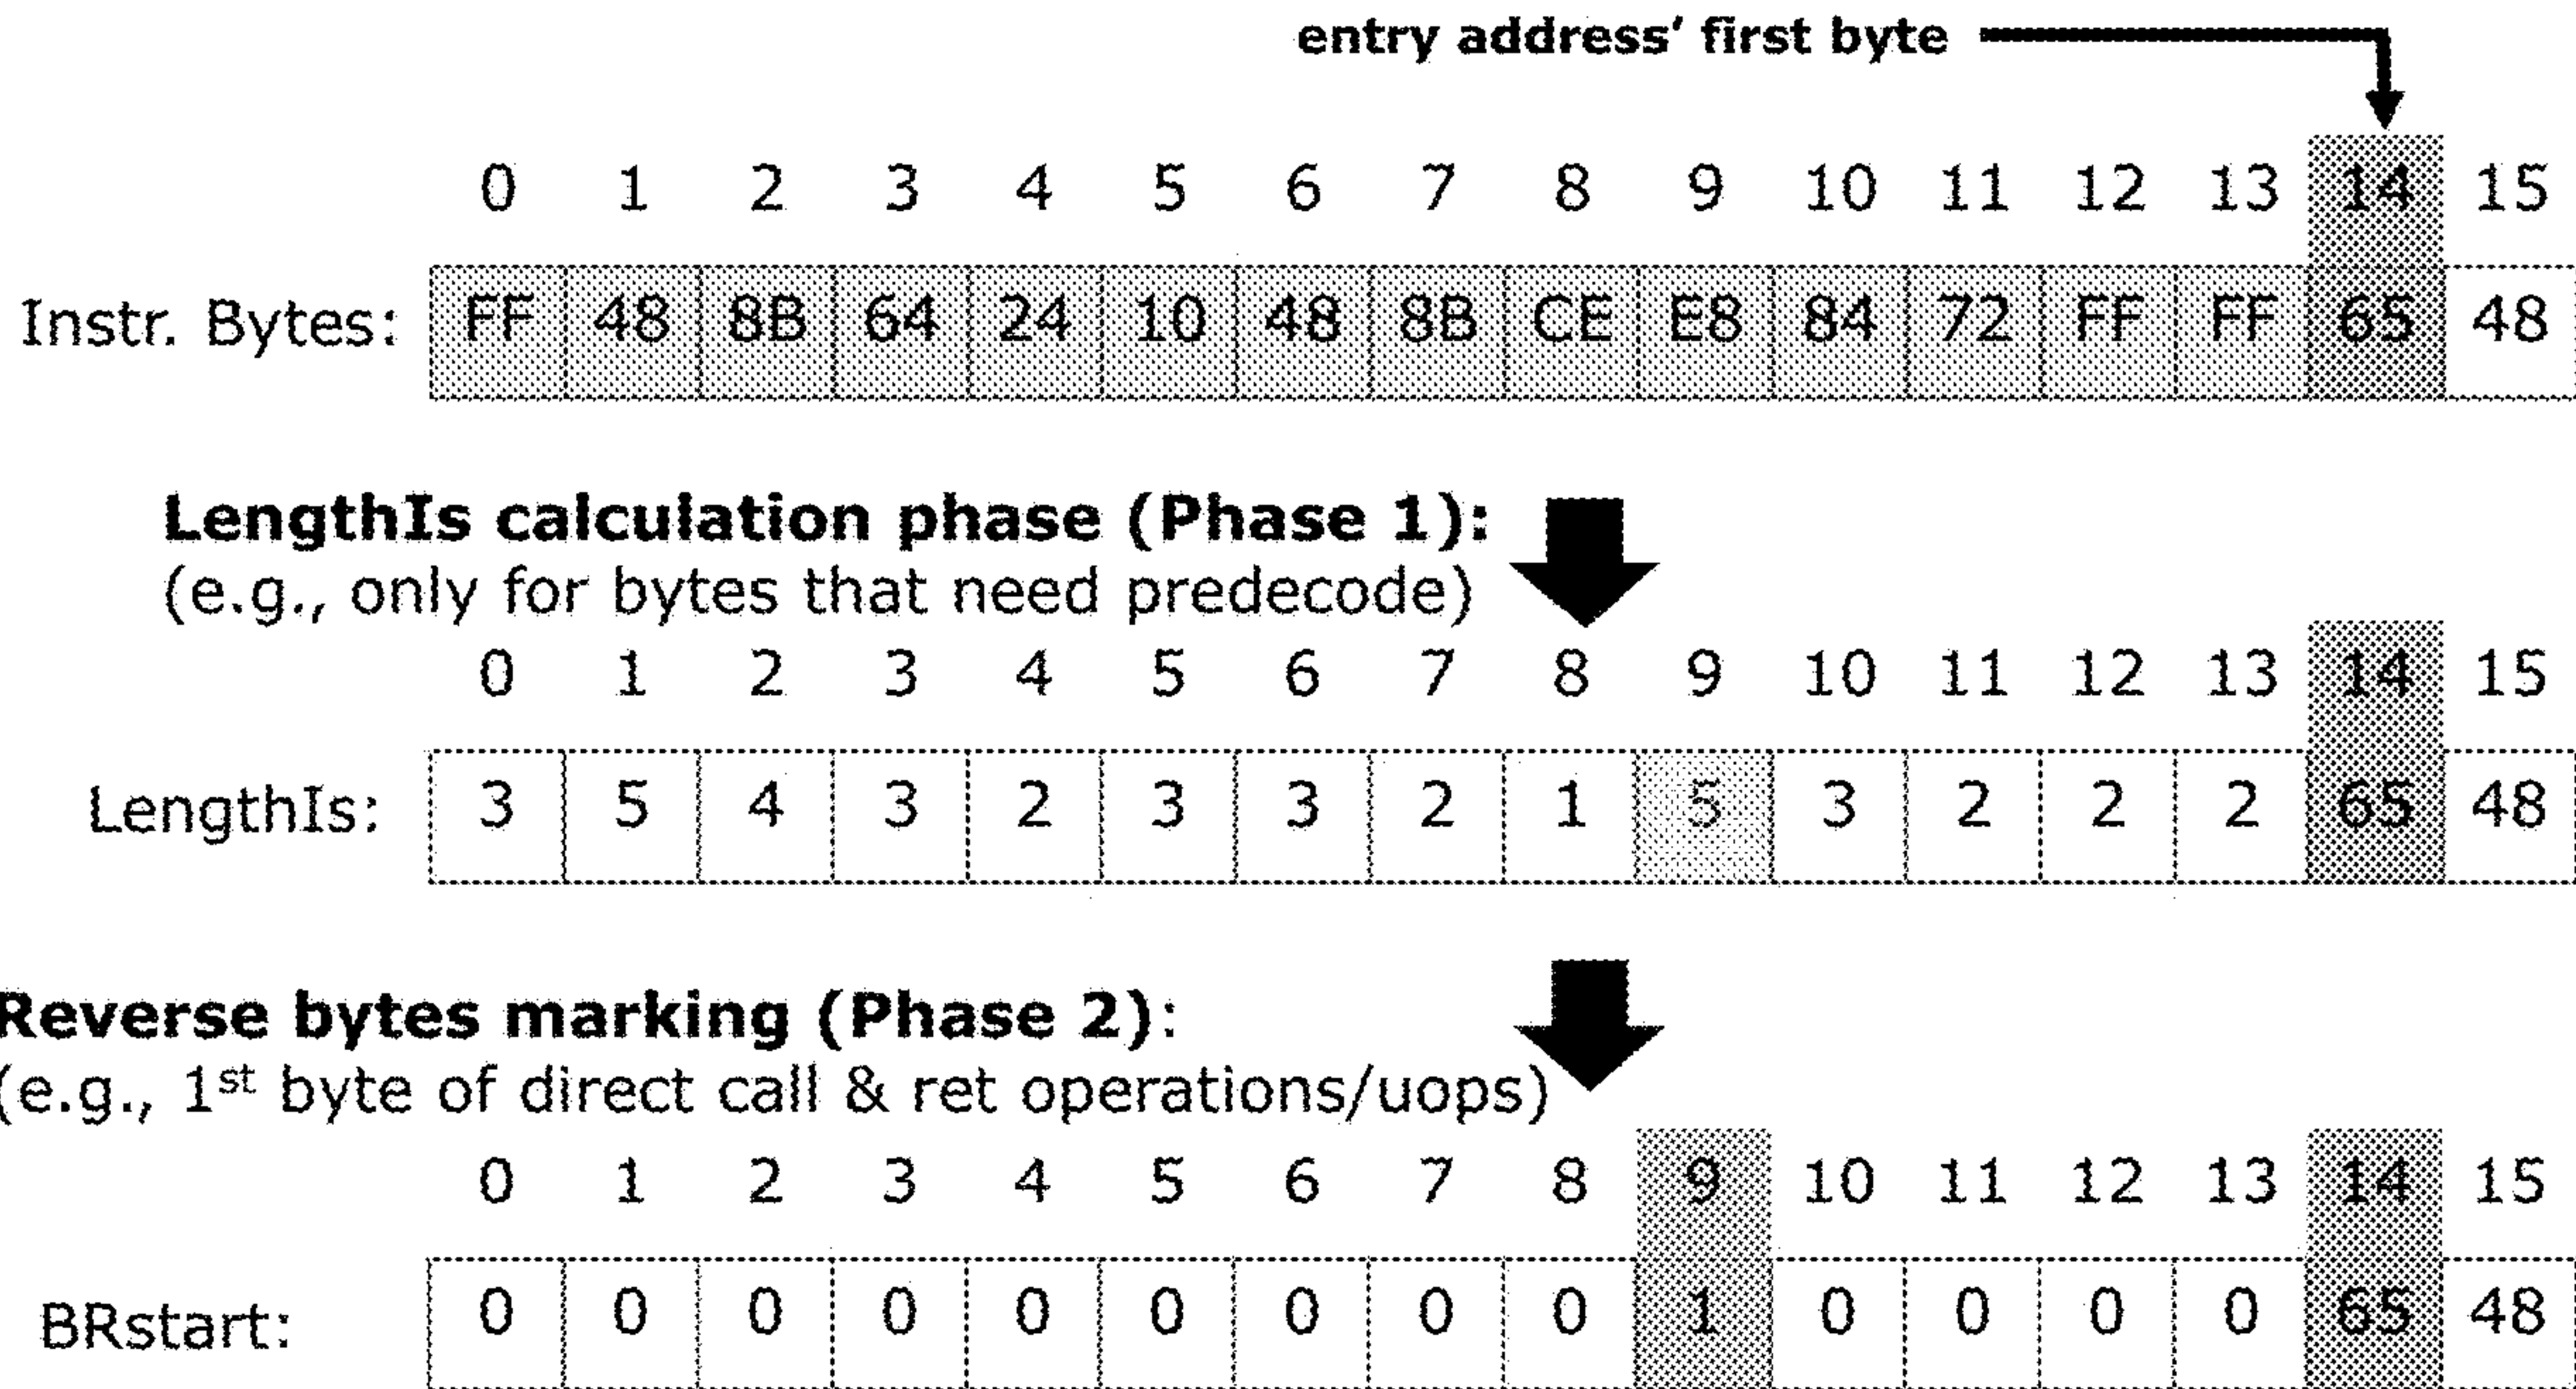 entry address' first byte
0 1 2 3 4 5 6 7 8 9 10 11 12 13 14 15
Instr. Bytes: FF 48 8B 64 24 10 48 8B CE E8 84 72 FF FF 65 48
LengthIs calculation phase (Phase 1):
(e.g., only for bytes that need predecode)
0 1 2 3 4 5 6 7 8 9 10 11 12 13 14 15
LengthIs: 3 5 4 3 2 3 3 2 1 5 3 2 2 2 65 48
Reverse bytes marking (Phase 2):
(e.g., 1st byte of direct call & ret operations/uops)
0 1 2 3 4 5 6 7 8 9 10 11 12 13 14 15
BRstart: 0 0 0 0 0 0 0 0 0 1 0 0 0 0 65 48